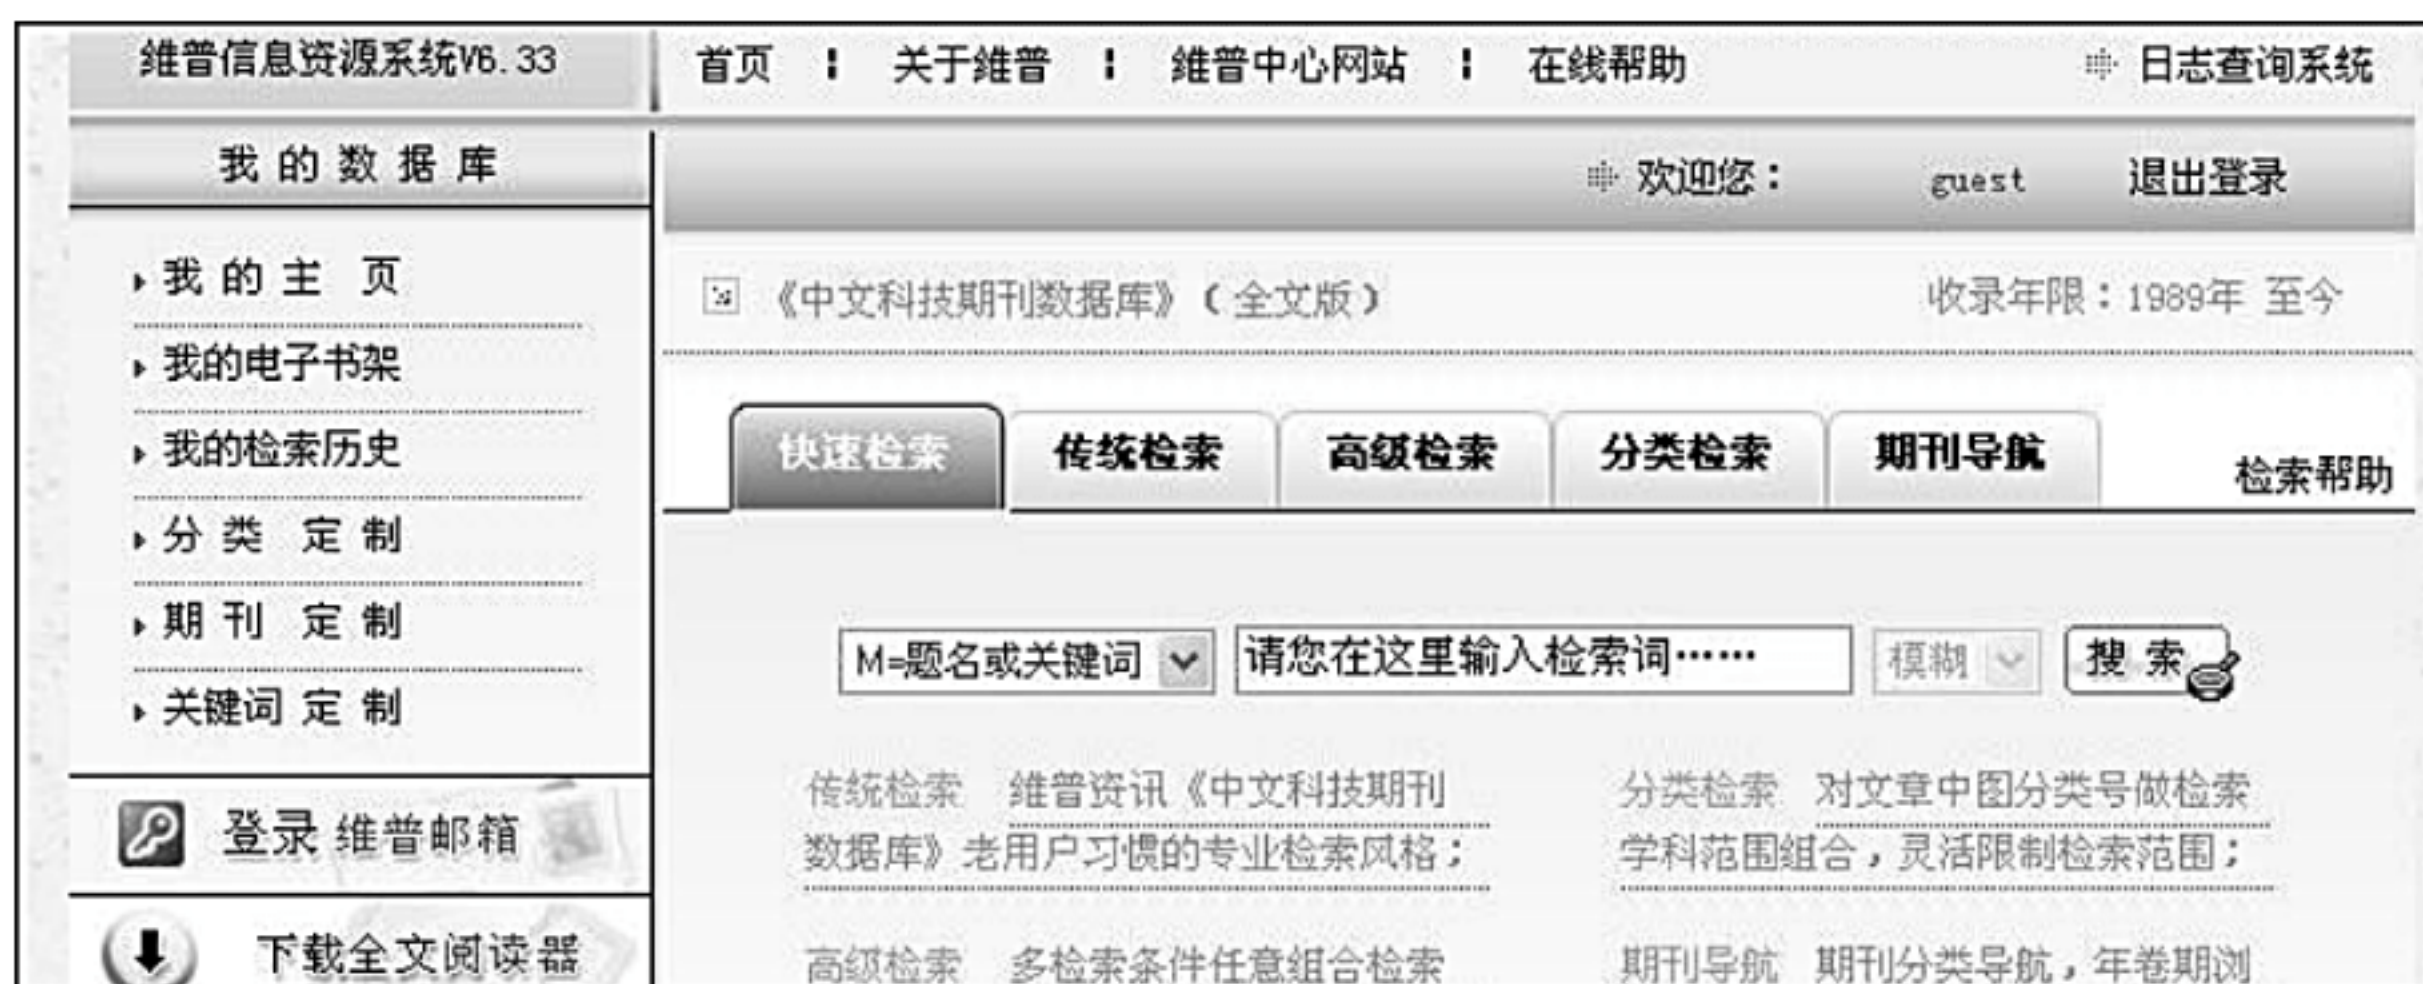 维普信息资源系统V6.33
首页 ┇ 关于维普 ┇ 维普中心网站 ┇ 在线帮助
日志查询系统
我的数据库
欢迎您： guest 退出登录
我的主 页
我的电子书架
我的检索历史
分类 定制
期刊 定制
关键词 定制
登录维普邮箱
下载全文阅读器
《中文科技期刊数据库》（全文版）
收录年限：1989年 至今
快速检索 传统检索 高级检索 分类检索 期刊导航 检索帮助
M=题名或关键词 请您在这里输入检索词…… 模糊 搜 索
传统检索 维普资讯《中文科技期刊
数据库》老用户习惯的专业检索风格；
分类检索 对文章中图分类号做检索
学科范围组合，灵活限制检索范围；
高级检索 多检索条件任意组合检索
期刊导航 期刊分类导航，年卷期浏